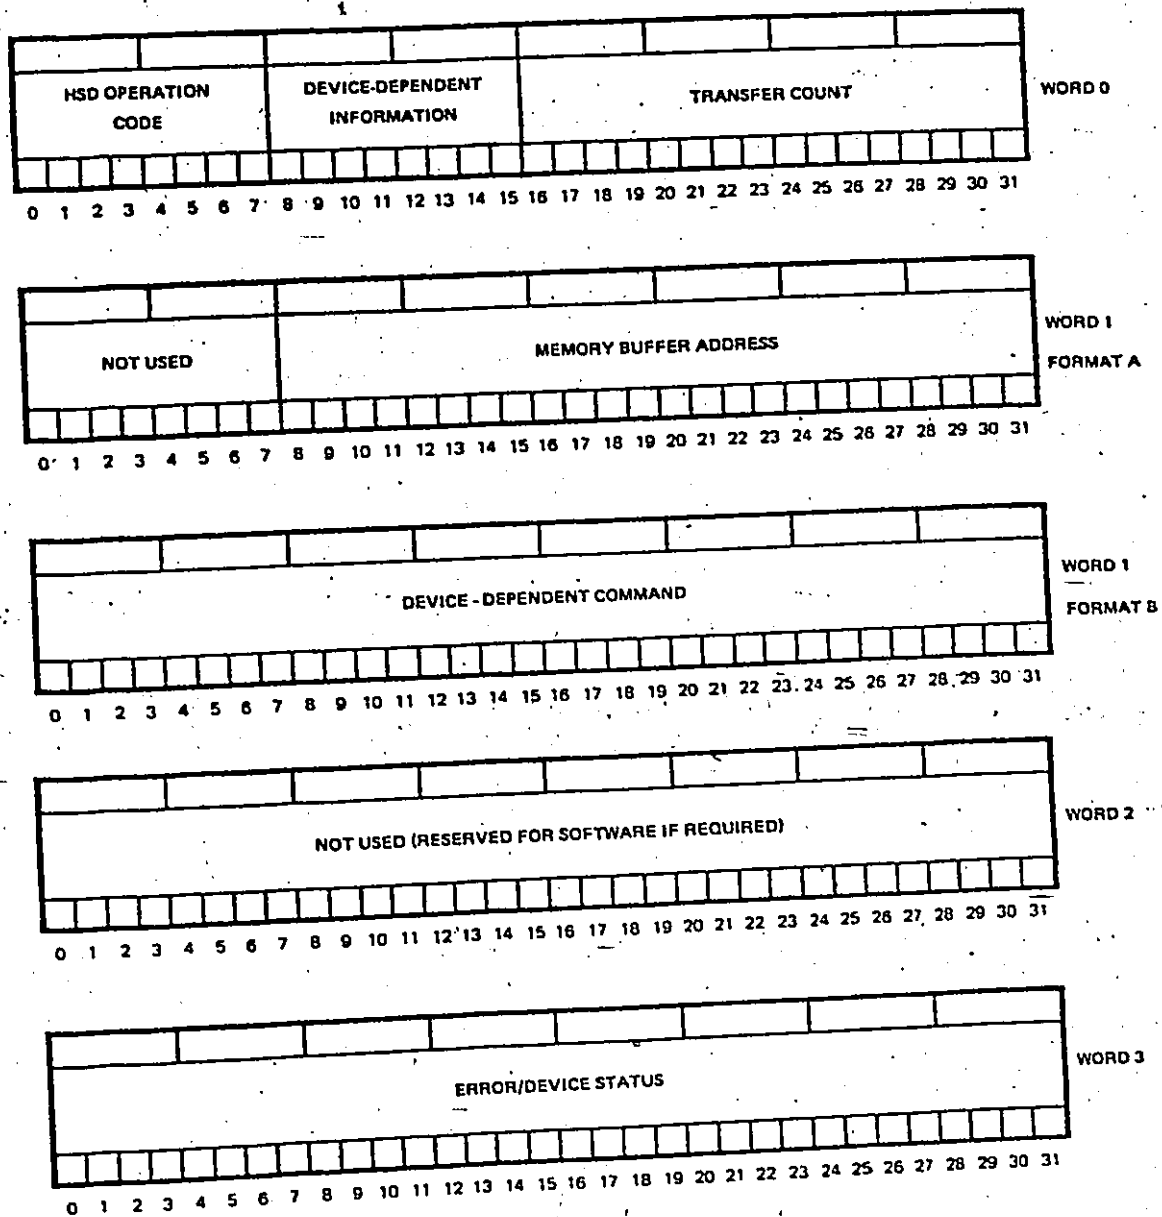 HSD OPERATION
CODE
DEVICE-DEPENDENT
INFORMATION
TRANSFER COUNT
WORD 0
0 1 2 3 4 5 6 7 8 9 10 11 12 13 14 15 16 17 18 19 20 21 22 23 24 25 26 27 28 29 30 31
NOT USED
MEMORY BUFFER ADDRESS
WORD 1
FORMAT A
0 1 2 3 4 5 6 7 8 9 10 11 12 13 14 15 16 17 18 19 20 21 22 23 24 25 26 27 28 29 30 31
DEVICE - DEPENDENT COMMAND
WORD 1
FORMAT B
0 1 2 3 4 5 6 7 8 9 10 11 12 13 14 15 16 17 18 19 20 21 22 23 24 25 26 27 28 29 30 31
NOT USED (RESERVED FOR SOFTWARE IF REQUIRED)
WORD 2
0 1 2 3 4 5 6 7 8 9 10 11 12 13 14 15 16 17 18 19 20 21 22 23 24 25 26 27 28 29 30 31
ERROR/DEVICE STATUS
WORD 3
0 1 2 3 4 5 6 7 8 9 10 11 12 13 14 15 16 17 18 19 20 21 22 23 24 25 26 27 28 29 30 31